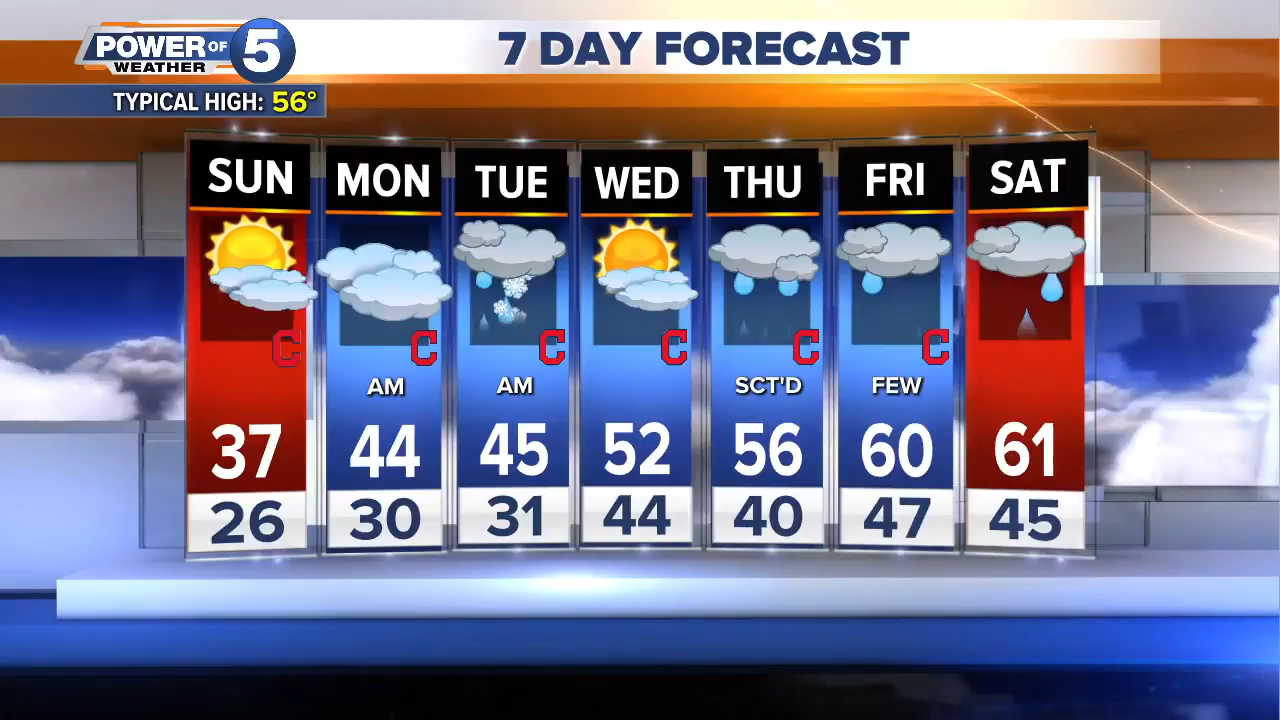 POWER OF 5
WEATHER
7 DAY FORECAST
TYPICAL HIGH: 56°
SUN MON TUE WED THU FRI SAT
C C C C C C
AM AM SCT'D FEW
37 44 45 52 56 60 61
26 30 31 44 40 47 45